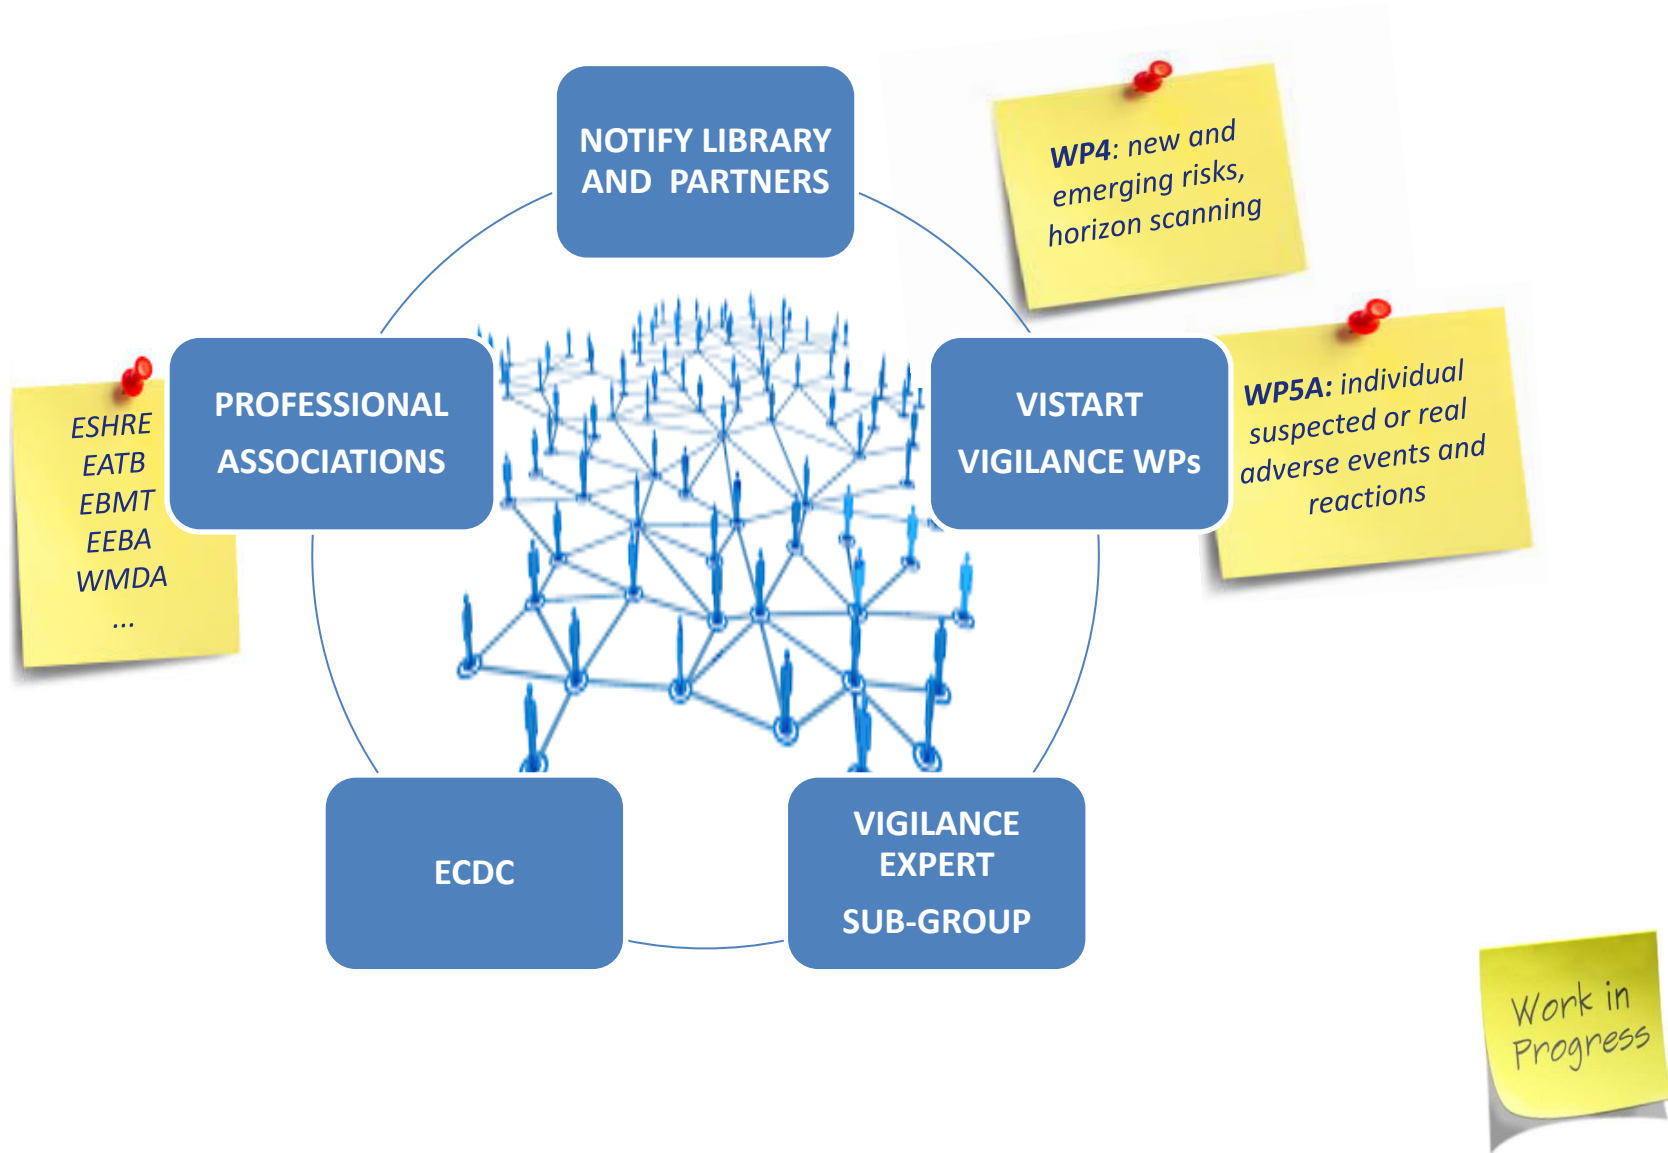 NOTIFY LIBRARY
AND PARTNERS
WP4: new and
emerging risks,
horizon scanning
PROFESSIONAL
ASSOCIATIONS
VISTART
VIGILANCE WPs
WP5A: individual
suspected or real
adverse events and
reactions
ESHRE
EATB
EBMT
EEBA
WMDA
...
ECDC
VIGILANCE
EXPERT
SUB-GROUP
Work in
Progress